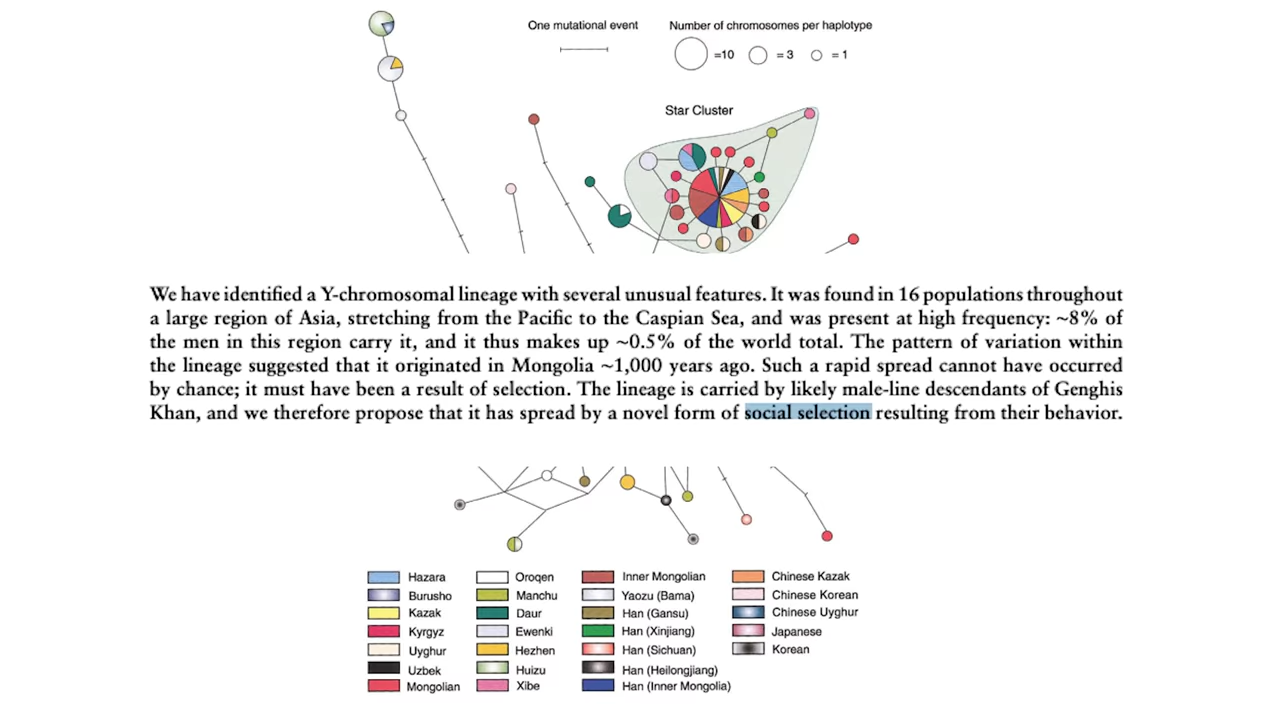 One mutational event
Number of chromosomes per haplotype
=10 = 3 = 1
Star Cluster
We have identified a Y-chromosomal lineage with several unusual features. It was found in 16 populations throughout
a large region of Asia, stretching from the Pacific to the Caspian Sea, and was present at high frequency: ~8% of
the men in this region carry it, and it thus makes up ~0.5% of the world total. The pattern of variation within
the lineage suggested that it originated in Mongolia ~1,000 years ago. Such a rapid spread cannot have occurred
by chance; it must have been a result of selection. The lineage is carried by likely male-line descendants of Genghis
Khan, and we therefore propose that it has spread by a novel form of social selection resulting from their behavior.
Hazara
Burusho
Kazak
Kyrgyz
Uyghur
Uzbek
Mongolian
Oroqen
Manchu
Daur
Ewenki
Hezhen
Huizu
Xibe
Inner Mongolian
Yaozu (Bama)
Han (Gansu)
Han (Xinjiang)
Han (Sichuan)
Han (Heilongjiang)
Han (Inner Mongolia)
Chinese Kazak
Chinese Korean
Chinese Uyghur
Japanese
Korean